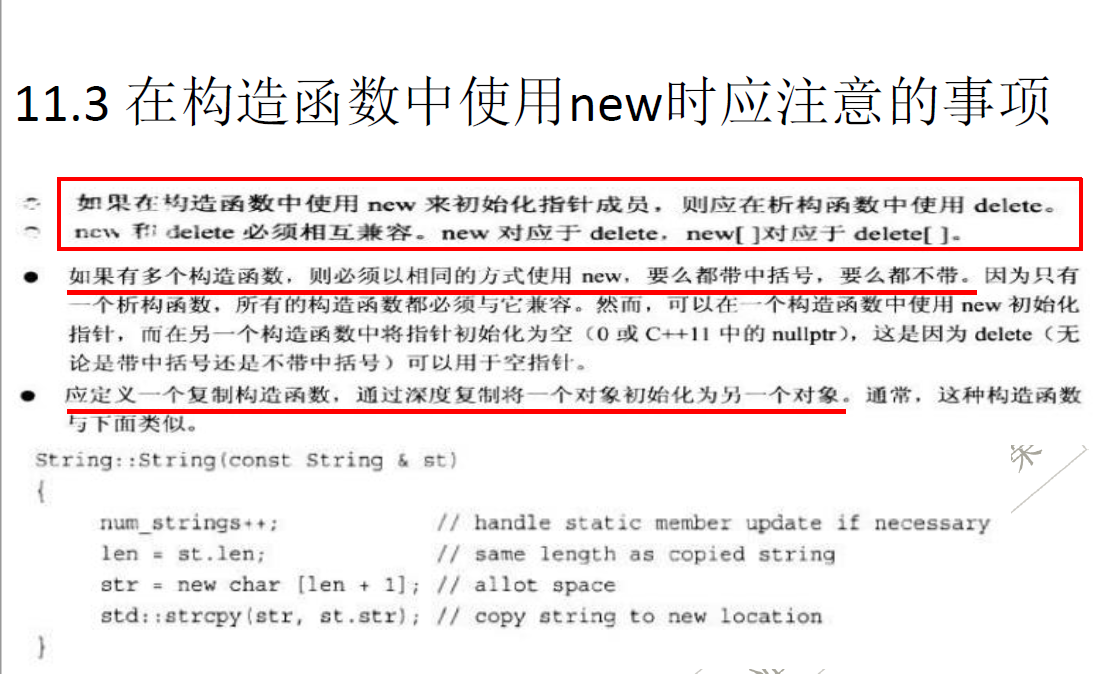 11.3 在构造函数中使用new时应注意的事项
如果在构造函数中使用 new 来初始化指针成员，则应在析构函数中使用 delete。
new 和 delete 必须相互兼容。new 对应于 delete，new[ ]对应于 delete[ ]。
● 如果有多个构造函数，则必须以相同的方式使用 new，要么都带中括号，要么都不带。因为只有
一个析构函数，所有的构造函数都必须与它兼容。然而，可以在一个构造函数中使用 new 初始化
指针，而在另一个构造函数中将指针初始化为空（0 或 C++11 中的 nullptr），这是因为 delete（无
论是带中括号还是不带中括号）可以用于空指针。
● 应定义一个复制构造函数，通过深度复制将一个对象初始化为另一个对象。通常，这种构造函数
与下面类似。
String::String(const String & st)
{
num_strings++; // handle static member update if necessary
len = st.len; // same length as copied string
str = new char [len + 1]; // allot space
std::strcpy(str, st.str); // copy string to new location
}